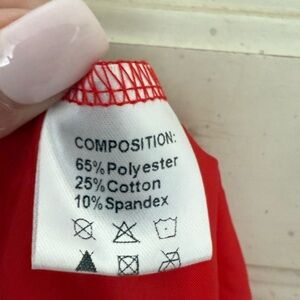 COMPOSITION:
65% Polyester
25% Cotton
10% Spandex